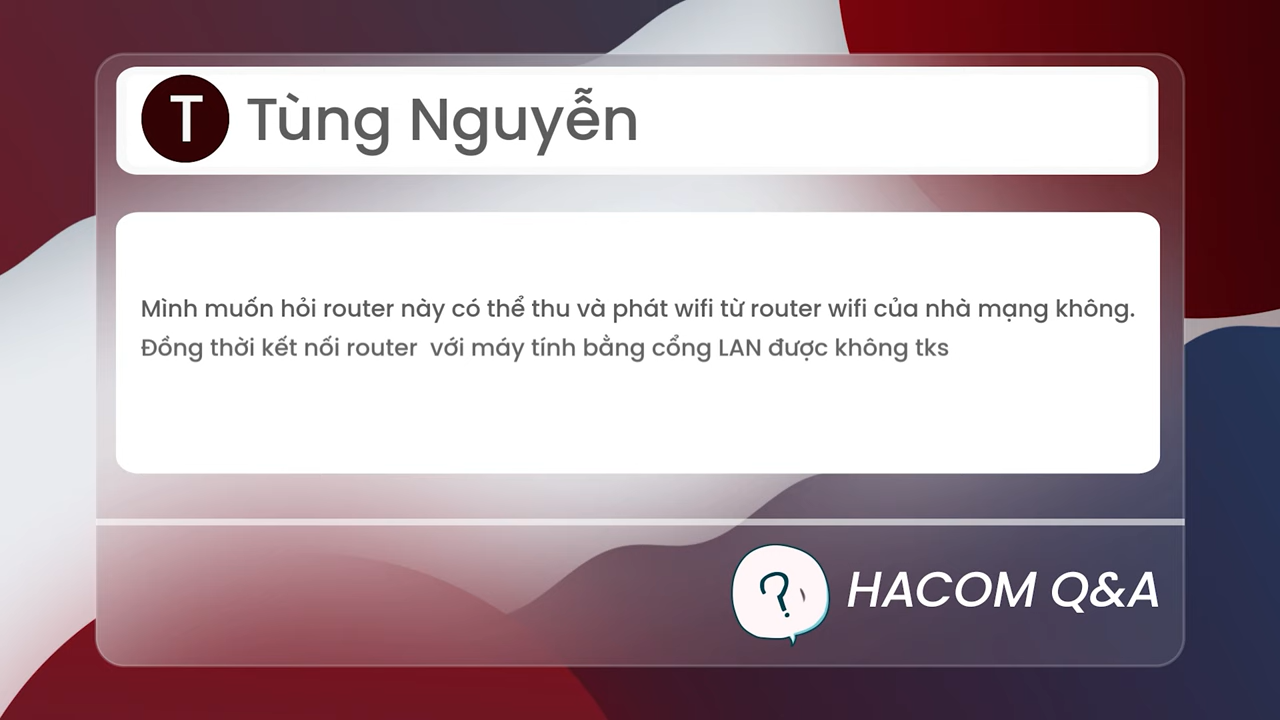 T
Tùng Nguyễn
Mình muốn hỏi router này có thể thu và phát wifi từ router wifi của nhà mạng không.
Đồng thời kết nối router  với máy tính bằng cổng LAN được không tks
?
HACOM Q&A